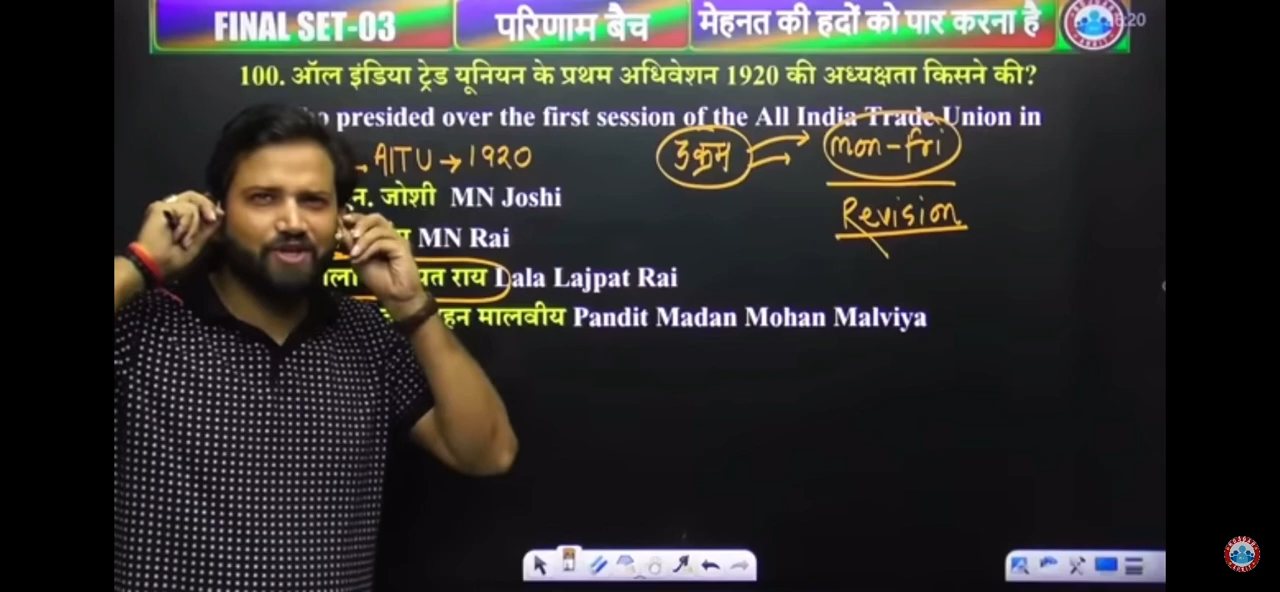 FINAL SET-03 परिणाम बैच मेहनत की हदों को पार करना है :20
100. ऑल इंडिया ट्रेड यूनियन के प्रथम अधिवेशन 1920 की अध्यक्षता किसने की?
presided over the first session of the All India Trade Union in
AITU → 1920
उक्रम
mon-fri
Revision
न. जोशी MN Joshi
MN Rai
राय Lala Lajpat Rai
मालवीय Pandit Madan Mohan Malviya